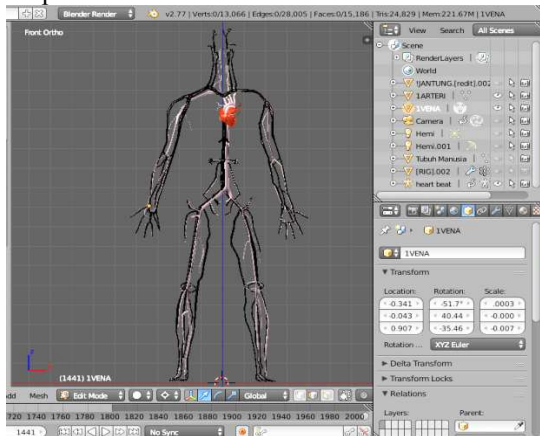 Blender Render
v2.77 | Verts:0/13,066 | Edges:0/28,005 | Faces:0/15,186 | Tris:24,829 | Mem:221.67M | 1VENA
Front Ortho
View Search All Scenes
Scene
RenderLayers
World
!JANTUNG.[redit].002
1ARTERI
1VENA
Camera
Hemi
Hemi.001
Tubuh Manusia
[RIG].002
heart beat
1VENA
1VENA
Transform
Location: Rotation: Scale:
-0.341 -51.7° .0003
-0.043 40.44 -0.000
0.907 -35.46 -0.007
Rotation ... XYZ Euler
Delta Transform
Transform Locks
Relations
Layers: Parent:
(1441) 1VENA
Mesh Edit Mode Global
720 1740 1760 1780 1800 1820 1840 1860 1880 1900 1920 1940 1960 1980 2000
1441 No Sync